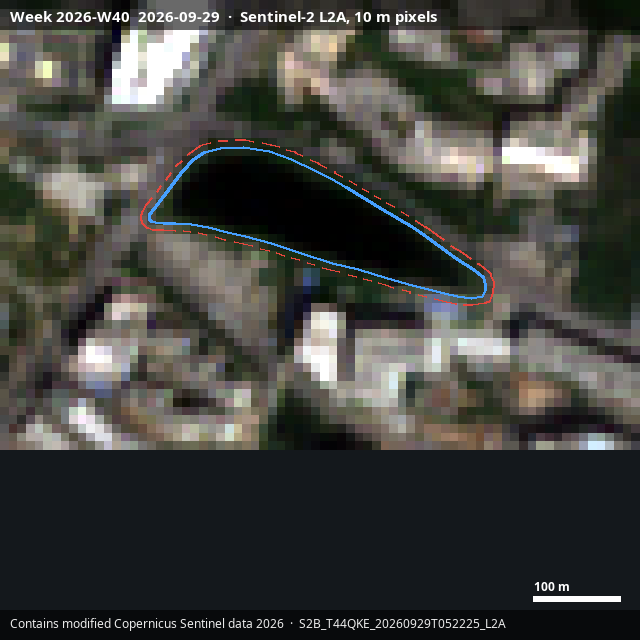 Week 2026-W40  2026-09-29  ·  Sentinel-2 L2A, 10 m pixels
100 m
Contains modified Copernicus Sentinel data 2026  ·  S2B_T44QKE_20260929T052225_L2A